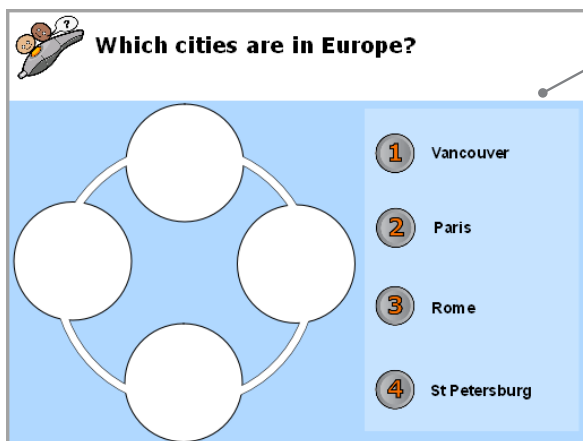 ?
Which cities are in Europe?
1 Vancouver
2 Paris
3 Rome
4 St Petersburg